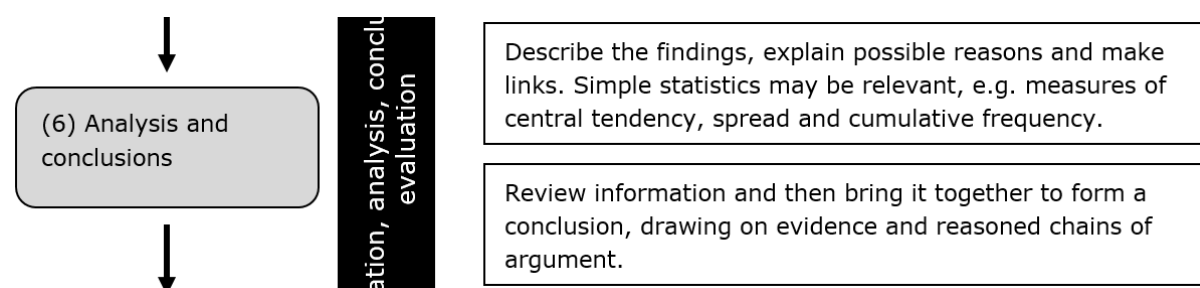 (6) Analysis and
conclusions
analysis,
evaluation
Describe the findings, explain possible reasons and make
links. Simple statistics may be relevant, e.g. measures of
central tendency, spread and cumulative frequency.
Review information and then bring it together to form a
conclusion, drawing on evidence and reasoned chains of
argument.